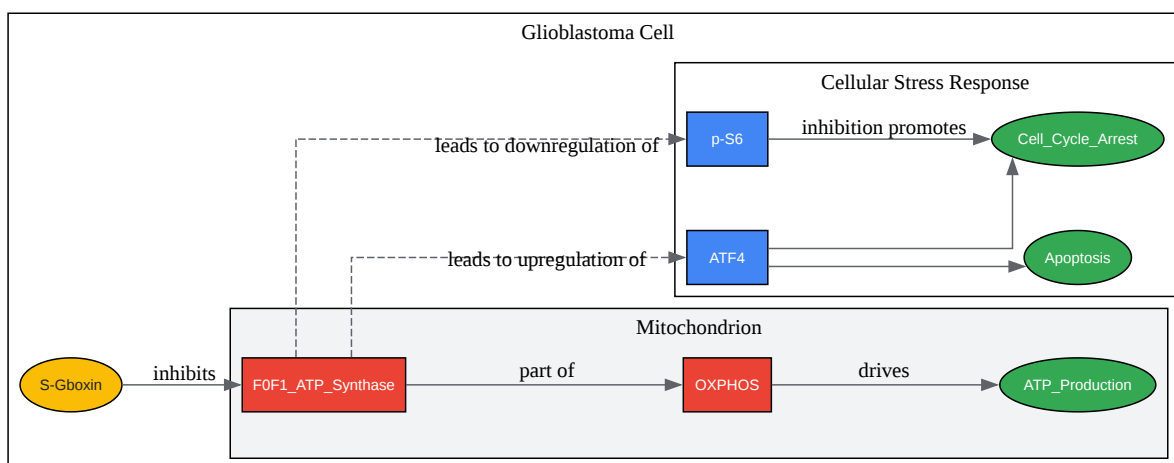 Glioblastoma Cell
Cellular Stress Response
leads to downregulation of
p-S6
inhibition promotes
Cell_Cycle_Arrest
leads to upregulation of
ATF4
Apoptosis
Mitochondrion
S-Gboxin
inhibits
F0F1_ATP_Synthase
part of
OXPHOS
drives
ATP_Production